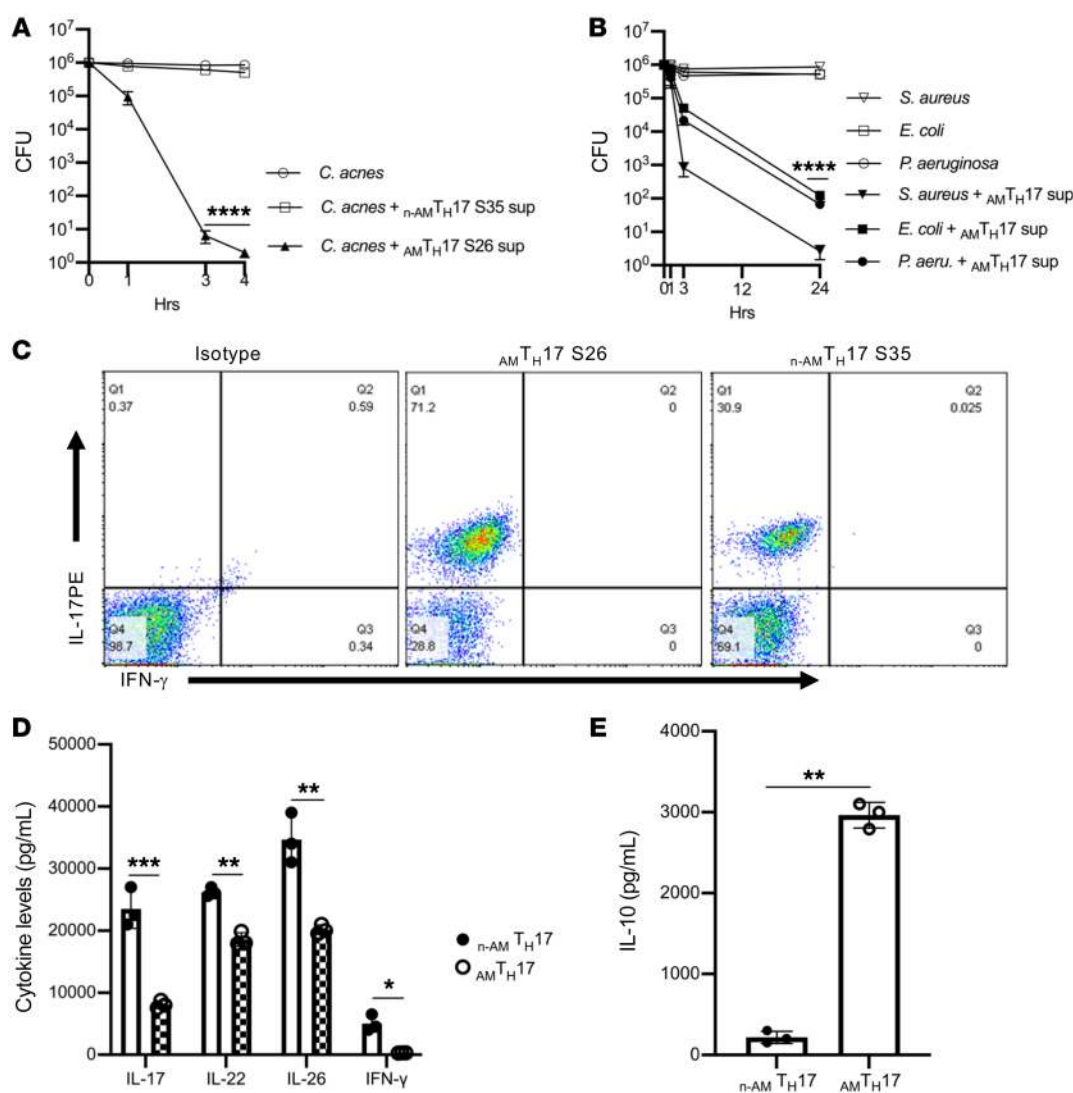 A
10⁷
10⁶
10⁵
10⁴
10³
10²
10¹
10⁰
CFU
0 1 3 4
Hrs
****
C. acnes
C. acnes + n-AMTH17 S35 sup
C. acnes + AMTH17 S26 sup
B
10⁷
10⁶
10⁵
10⁴
10³
10²
10¹
10⁰
CFU
0 1 3 12 24
Hrs
****
S. aureus
E. coli
P. aeruginosa
S. aureus + AMTH17 sup
E. coli + AMTH17 sup
P. aeru. + AMTH17 sup
C
Isotype
AMTH17 S26
n-AMTH17 S35
IL-17PE
Q1
0.37
Q2
0.59
Q4
98.7
Q3
0.34
Q1
71.2
Q2
0
Q4
28.8
Q3
0
Q1
30.9
Q2
0.025
Q4
69.1
Q3
0
IFN-γ
D
50000
40000
30000
20000
10000
0
Cytokine levels (pg/mL)
***
**
**
*
IL-17 IL-22 IL-26 IFN-γ
n-AM TH17
AMTH17
E
4000
3000
2000
1000
0
IL-10 (pg/mL)
**
n-AM TH17 AMTH17